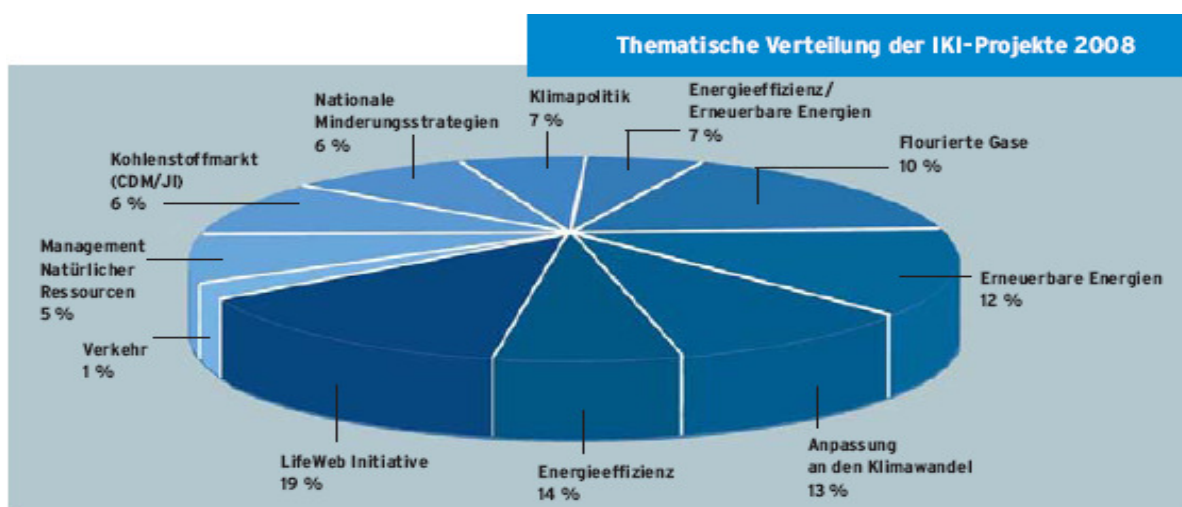 Thematische Verteilung der IKI-Projekte 2008
Nationale
Minderungsstrategien
6 %
Klimapolitik
7 %
Energieeffizienz/
Erneuerbare Energien
7 %
Flourierte Gase
10 %
Kohlenstoffmarkt
(CDM/JI)
6 %
Management
Natürlicher
Ressourcen
5 %
Erneuerbare Energien
12 %
Verkehr
1 %
LifeWeb Initiative
19 %
Energieeffizienz
14 %
Anpassung
an den Klimawandel
13 %